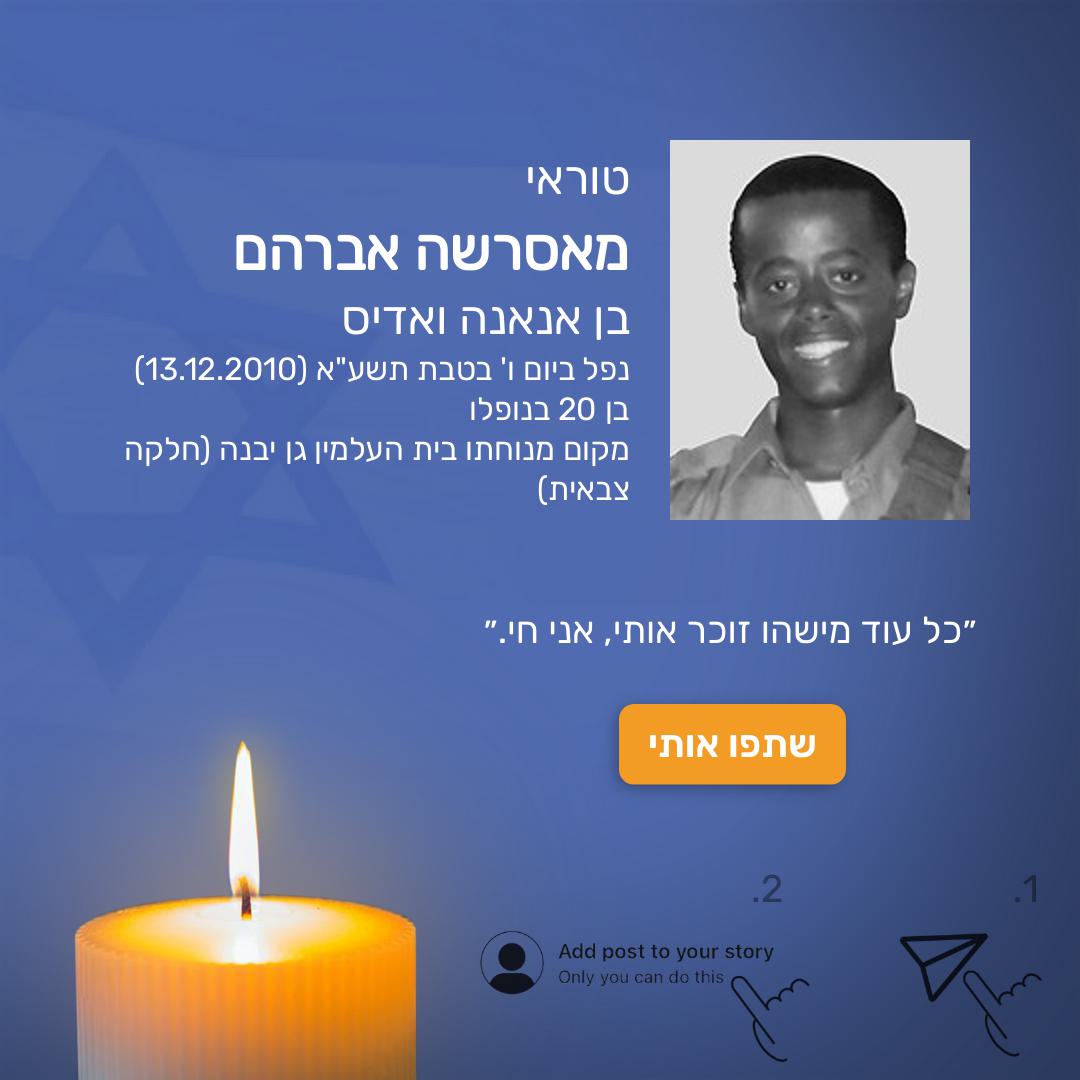 טוראי
מאסרשה אברהם
בן אנאנה ואדיס
נפל ביום ו' בטבת תשע"א (13.12.2010)
בן 20 בנופלו
מקום מנוחתו בית העלמין גן יבנה (חלקה
צבאית)
״כל עוד מישהו זוכר אותי, אני חי.״
שתפו אותי
1.
2.
Add post to your story
Only you can do this